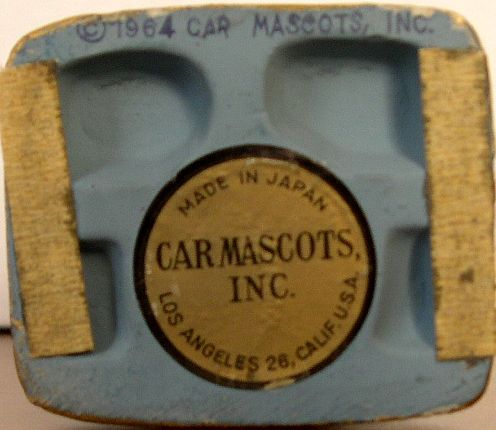 © 1964 CAR MASCOTS, INC.
MADE IN JAPAN
CAR MASCOTS,
INC.
LOS ANGELES 26, CALIF. U.S.A.